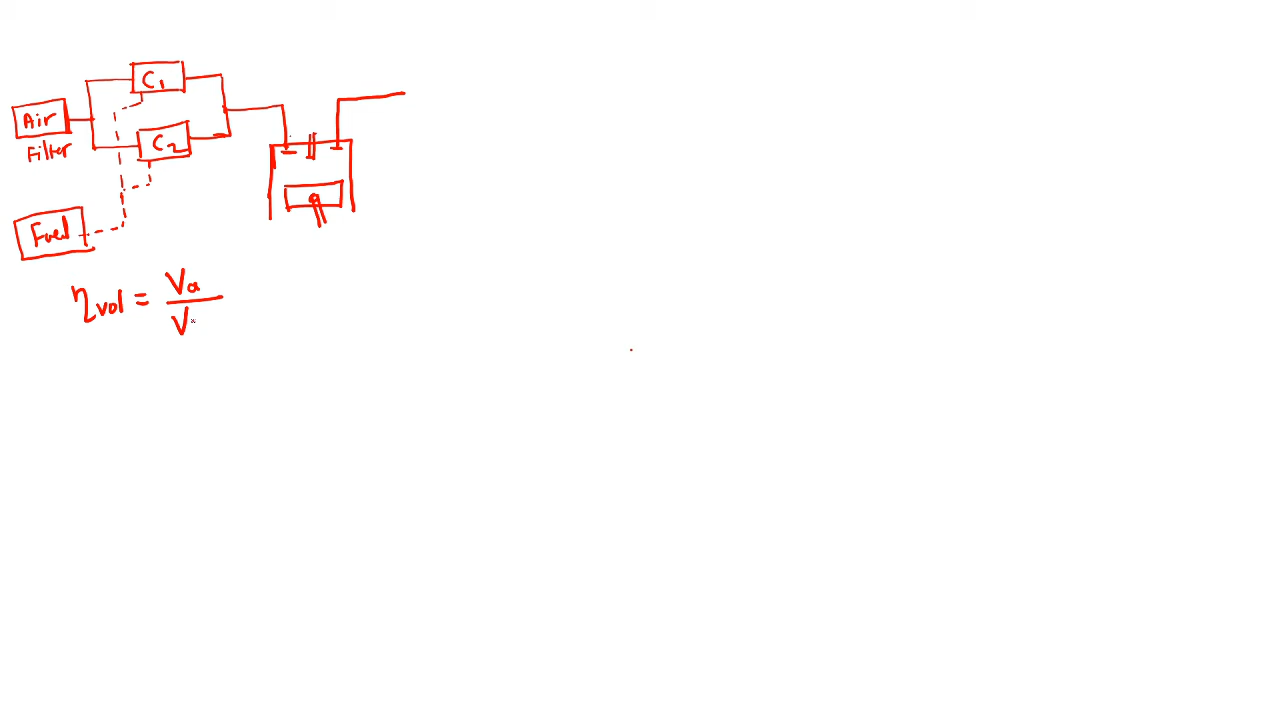 C1
Air
Filter
C2
Fuel
ηvol = Va
V